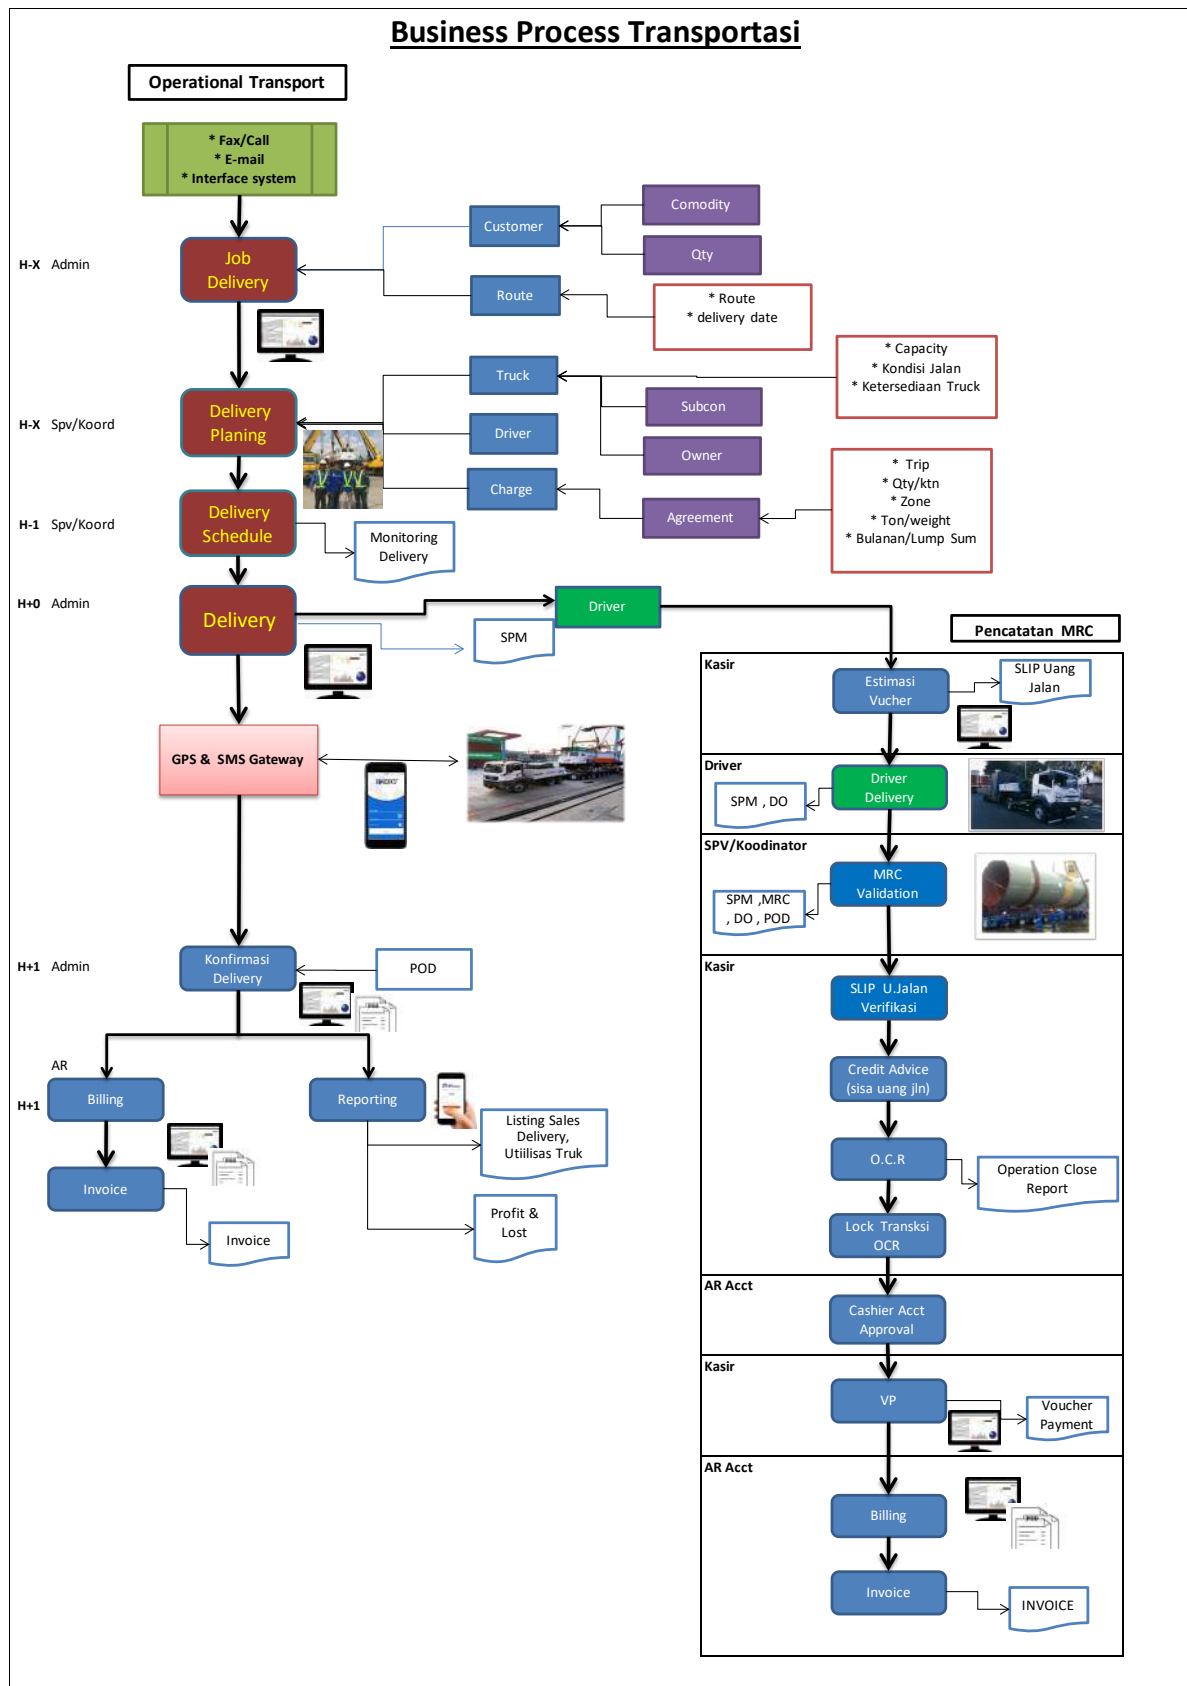 Business Process Transportasi
Operational Transport
* Fax/Call
* E-mail
* Interface system
Comodity
Customer
Qty
H-X Admin
Job
Delivery
Route
* Route
* delivery date
* Capacity
* Kondisi Jalan
* Ketersediaan Truck
Truck
Subcon
H-X Spv/Koord
Delivery
Planing
Driver
Owner
* Trip
* Qty/ktn
* Zone
* Ton/weight
* Bulanan/Lump Sum
Charge
Agreement
H-1 Spv/Koord
Delivery
Schedule
Monitoring
Delivery
H+0 Admin
Delivery
Driver
SPM
Pencatatan MRC
Kasir
Estimasi
Vucher
SLIP Uang
Jalan
GPS & SMS Gateway
Driver
Driver
Delivery
SPM , DO
SPV/Koodinator
MRC
Validation
SPM ,MRC
, DO , POD
H+1 Admin
Konfirmasi
Delivery
POD
Kasir
SLIP U.Jalan
Verifikasi
AR
H+1
Billing
Reporting
Credit Advice
(sisa uang jln)
Listing Sales
Delivery,
Utiilisas Truk
O.C.R
Operation Close
Report
Invoice
Invoice
Profit &
Lost
Lock Transksi
OCR
AR Acct
Cashier Acct
Approval
Kasir
VP
Voucher
Payment
AR Acct
Billing
Invoice
INVOICE